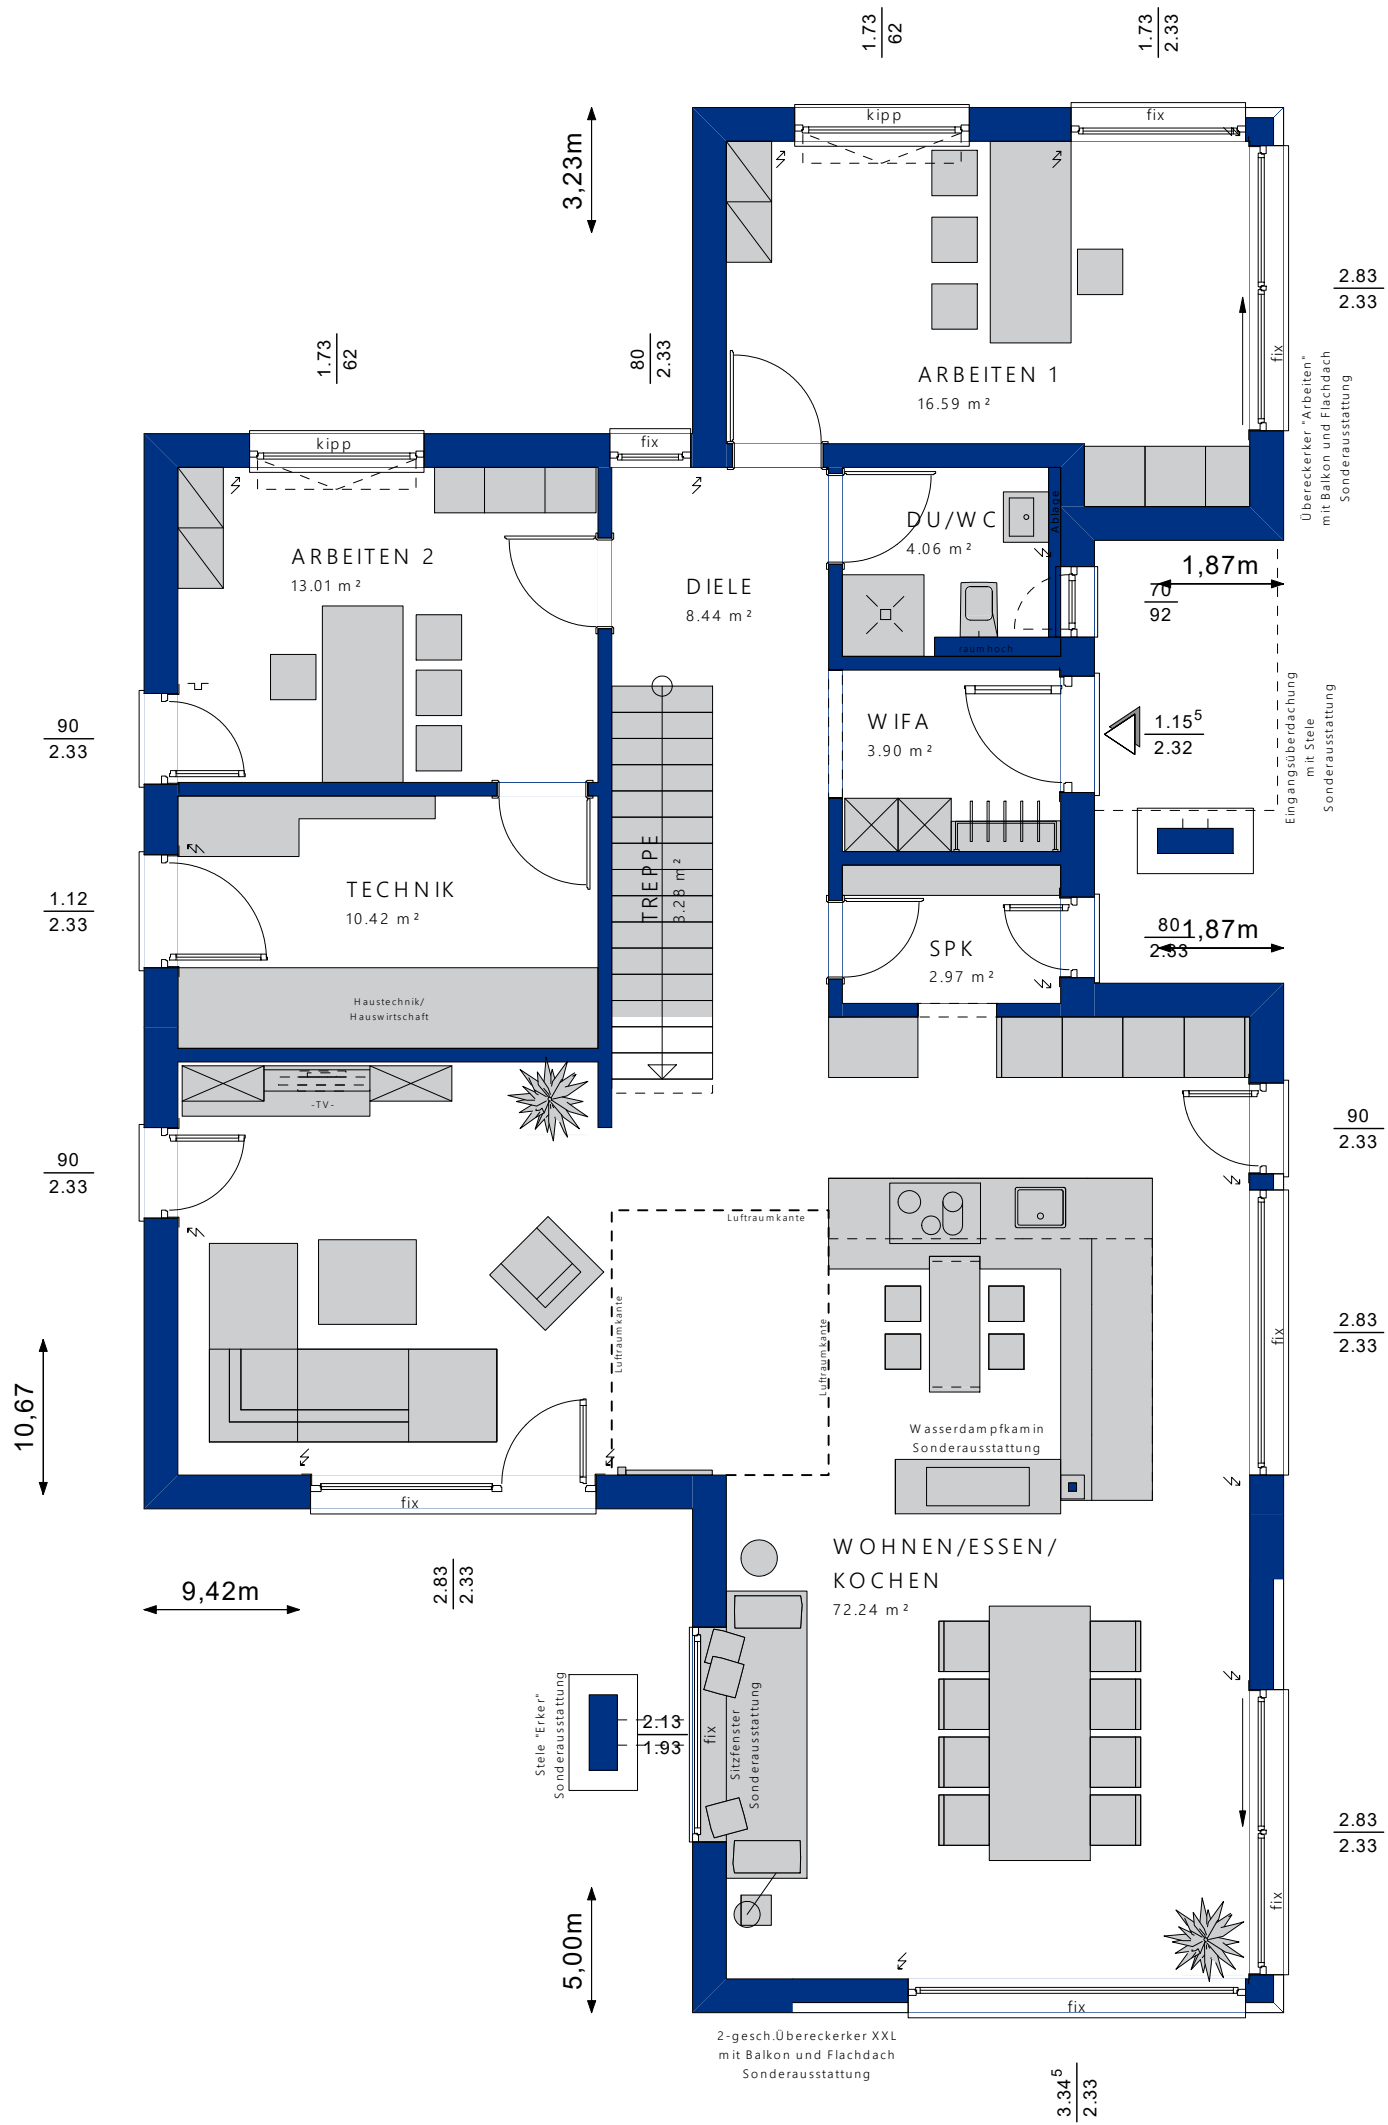 1.73
62
1.73
2.33
kipp
fix
3,23m
2.83
2.33
fix
ARBEITEN 1
16.59 m²
Übereckerker "Arbeiten"
mit Balkon und Flachdach
Sonderausstattung
1.73
62
80
2.33
kipp
fix
ARBEITEN 2
13.01 m²
DIELE
8.44 m²
DU/WC
4.06 m²
Ablage
raumhoch
1,87m
70
92
90
2.33
WIFA
3.90 m²
1.15⁵
2.32
Eingangsüberdachung
mit Stele
Sonderausstattung
TECHNIK
10.42 m²
1.12
2.33
TREPPE
3.28 m²
SPK
2.97 m²
80
2.33
1,87m
Haustechnik/
Hauswirtschaft
-TV-
90
2.33
90
2.33
Luftraumkante
Luftraumkante
Luftraumkante
fix
2.83
2.33
10,67
Wasserdampfkamin
Sonderausstattung
fix
WOHNEN/ESSEN/
KOCHEN
72.24 m²
9,42m
2.83
2.33
Stele "Erker"
Sonderausstattung
2.13
1.93
fix
Sitzfenster
Sonderausstattung
2.83
2.33
fix
5,00m
fix
2-gesch.Übereckerker XXL
mit Balkon und Flachdach
Sonderausstattung
3.34⁵
2.33